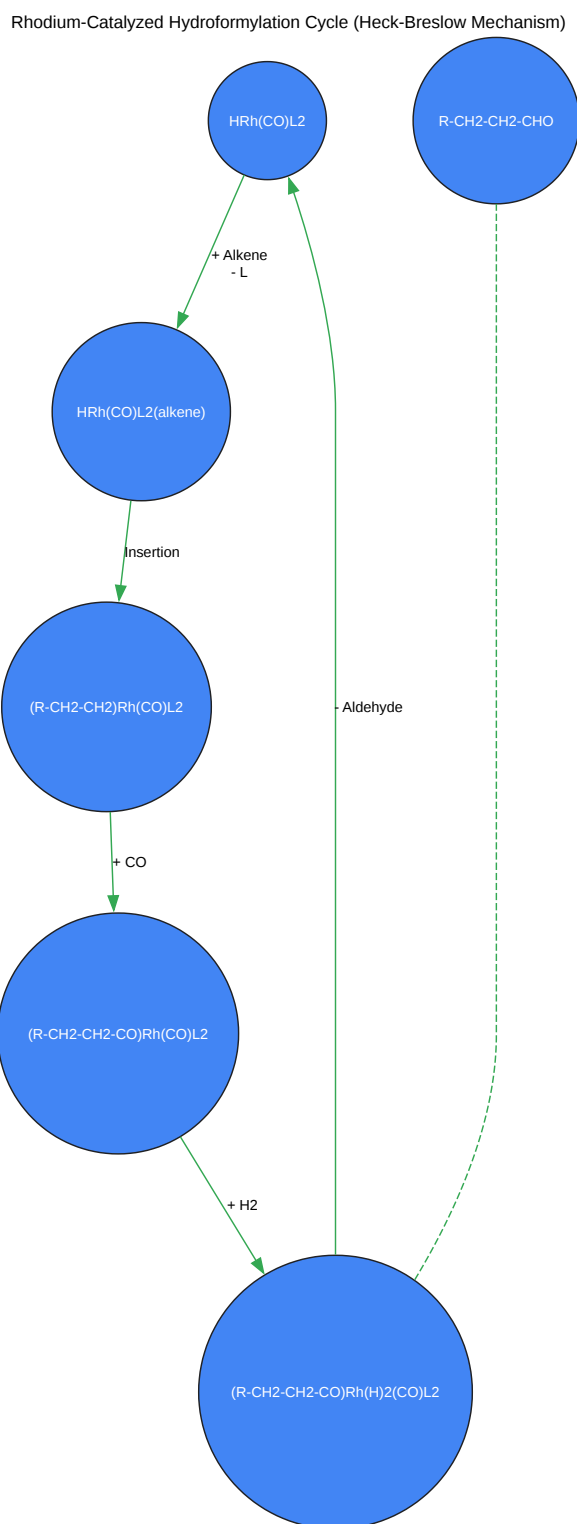 Rhodium-Catalyzed Hydroformylation Cycle (Heck-Breslow Mechanism)
HRh(CO)L2
R-CH2-CH2-CHO
+ Alkene
- L
HRh(CO)L2(alkene)
Insertion
(R-CH2-CH2)Rh(CO)L2
- Aldehyde
+ CO
(R-CH2-CH2-CO)Rh(CO)L2
+ H2
(R-CH2-CH2-CO)Rh(H)2(CO)L2